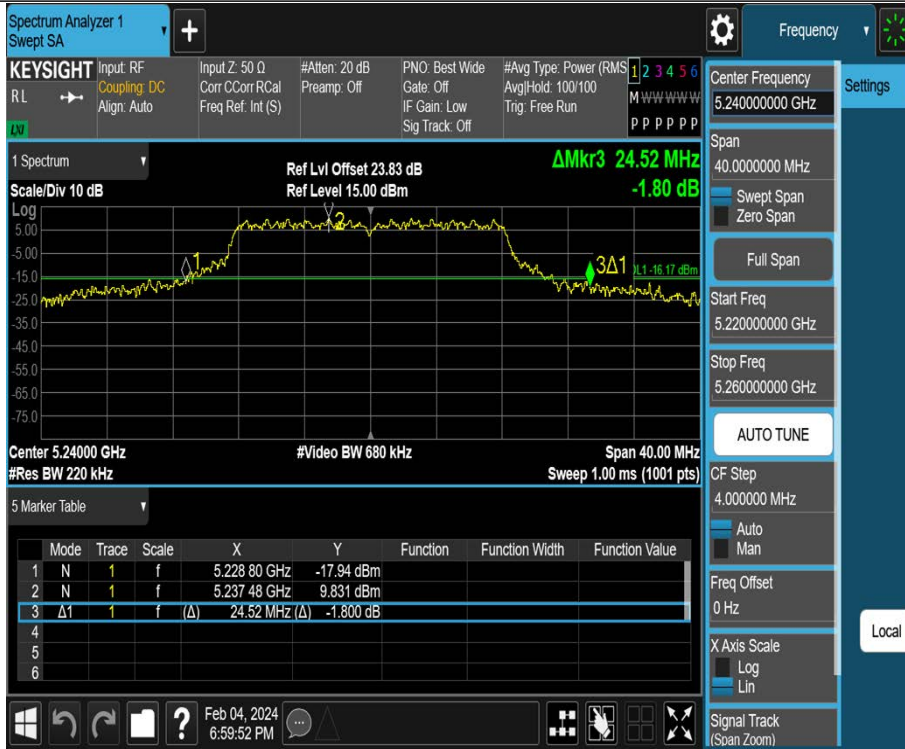 Spectrum Analyzer 1
Swept SA
+
Frequency
KEYSIGHT
RL
LXI
Input: RF
Coupling: DC
Align: Auto
Input Z: 50 Ω
Corr CCorr RCal
Freq Ref: Int (S)
#Atten: 20 dB
Preamp: Off
PNO: Best Wide
Gate: Off
IF Gain: Low
Sig Track: Off
#Avg Type: Power (RMS
Avg|Hold: 100/100
Trig: Free Run
1 2 3 4 5 6
M W W W W W
P P P P P P
1 Spectrum
Scale/Div 10 dB
Ref Lvl Offset 23.83 dB
Ref Level 15.00 dBm
ΔMkr3 24.52 MHz
-1.80 dB
Log
5.00
-5.00
-15.0
-25.0
-35.0
-45.0
-55.0
-65.0
-75.0
1
2
3Δ1
DL1 -16.17 dBm
Center 5.24000 GHz
#Res BW 220 kHz
#Video BW 680 kHz
Span 40.00 MHz
Sweep 1.00 ms (1001 pts)
5 Marker Table
Mode Trace Scale X Y Function Function Width Function Value
1 N 1 f 5.228 80 GHz -17.94 dBm
2 N 1 f 5.237 48 GHz 9.831 dBm
3 Δ1 1 f (Δ) 24.52 MHz (Δ) -1.800 dB
4
5
6
Feb 04, 2024
6:59:52 PM
?
Center Frequency
5.240000000 GHz
Settings
Span
40.0000000 MHz
Swept Span
Zero Span
Full Span
Start Freq
5.220000000 GHz
Stop Freq
5.260000000 GHz
AUTO TUNE
CF Step
4.000000 MHz
Auto
Man
Freq Offset
0 Hz
Local
X Axis Scale
Log
Lin
Signal Track
(Span Zoom)